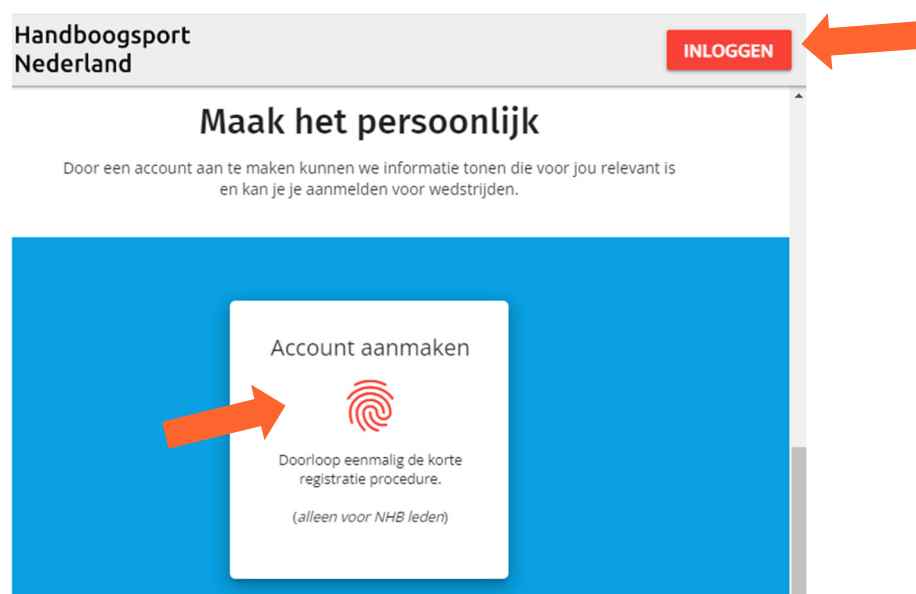 Handboogsport
Nederland
INLOGGEN
Maak het persoonlijk
Door een account aan te maken kunnen we informatie tonen die voor jou relevant is
en kan je je aanmelden voor wedstrijden.
Account aanmaken
Doorloop eenmalig de korte
registratie procedure.
(alleen voor NHB leden)